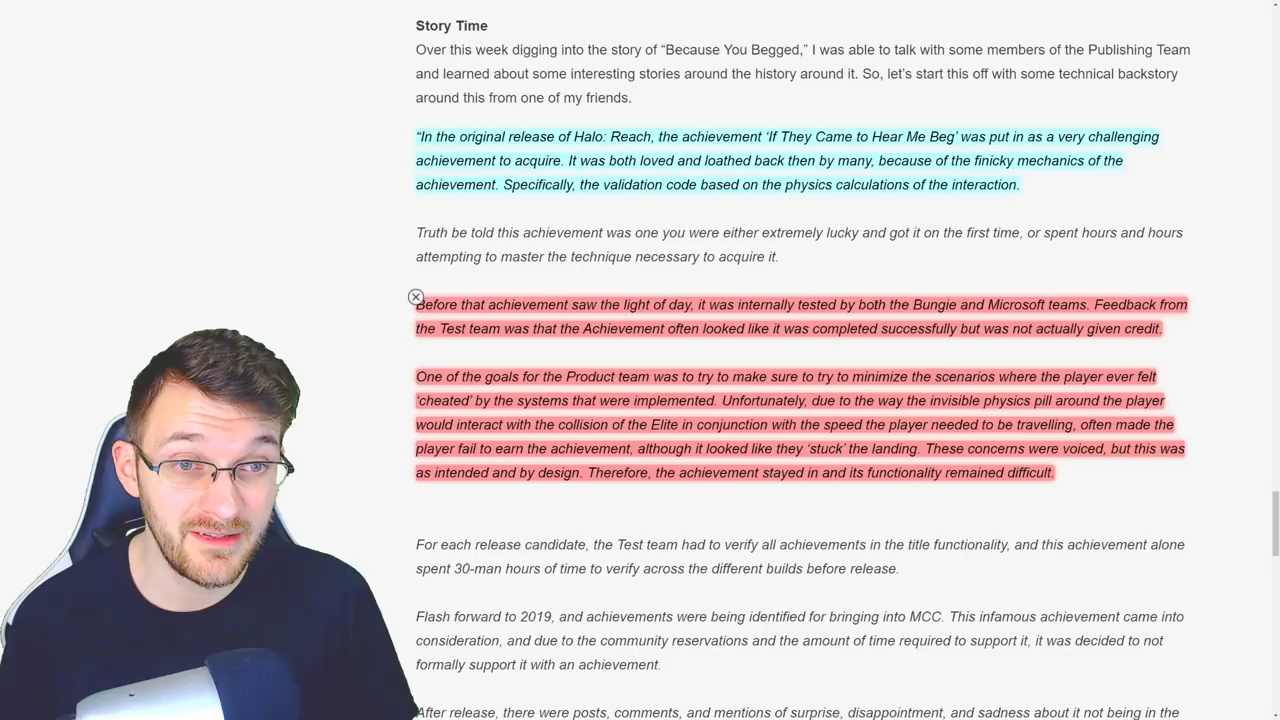 Story Time
Over this week digging into the story of “Because You Begged,” I was able to talk with some members of the Publishing Team
and learned about some interesting stories around the history around it. So, let’s start this off with some technical backstory
around this from one of my friends.
“In the original release of Halo: Reach, the achievement ‘If They Came to Hear Me Beg’ was put in as a very challenging
achievement to acquire. It was both loved and loathed back then by many, because of the finicky mechanics of the
achievement. Specifically, the validation code based on the physics calculations of the interaction.
Truth be told this achievement was one you were either extremely lucky and got it on the first time, or spent hours and hours
attempting to master the technique necessary to acquire it.
Before that achievement saw the light of day, it was internally tested by both the Bungie and Microsoft teams. Feedback from
the Test team was that the Achievement often looked like it was completed successfully but was not actually given credit.
One of the goals for the Product team was to try to make sure to try to minimize the scenarios where the player ever felt
‘cheated’ by the systems that were implemented. Unfortunately, due to the way the invisible physics pill around the player
would interact with the collision of the Elite in conjunction with the speed the player needed to be travelling, often made the
player fail to earn the achievement, although it looked like they ‘stuck’ the landing. These concerns were voiced, but this was
as intended and by design. Therefore, the achievement stayed in and its functionality remained difficult.
For each release candidate, the Test team had to verify all achievements in the title functionality, and this achievement alone
spent 30-man hours of time to verify across the different builds before release.
Flash forward to 2019, and achievements were being identified for bringing into MCC. This infamous achievement came into
consideration, and due to the community reservations and the amount of time required to support it, it was decided to not
formally support it with an achievement.
After release, there were posts, comments, and mentions of surprise, disappointment, and sadness about it not being in the